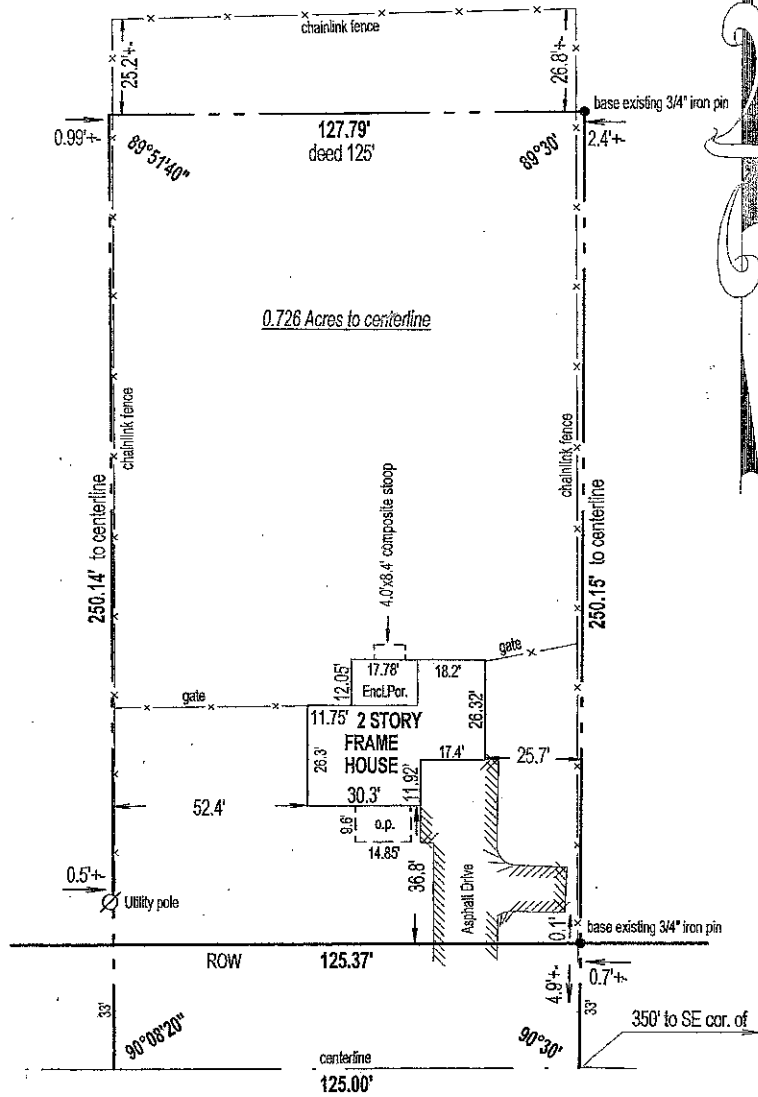 chainlink fence
25.2'+-
26.8'+-
base existing 3/4" iron pin
0.99'+-
127.79'
deed 125'
89°51'40"
89°30'
2.4'+-
0.726 Acres to centerline
chainlink fence
chainlink fence
250.14' to centerline
250.15' to centerline
4.0'x8.4' composite stoop
gate
gate
17.78'
18.2'
12.05'
Encl.Por.
11.75'
2 STORY
FRAME
HOUSE
26.32'
26.3'
17.4'
25.7'
11.92'
30.3'
52.4'
9.6'
o.p.
14.85'
36.8'
Asphalt Drive
0.5'+-
Utility pole
0.1'
base existing 3/4" iron pin
ROW
125.37'
4.9'+-
0.7'+-
33'
33'
90°08'20"
90°30'
350' to SE cor. of
centerline
125.00'